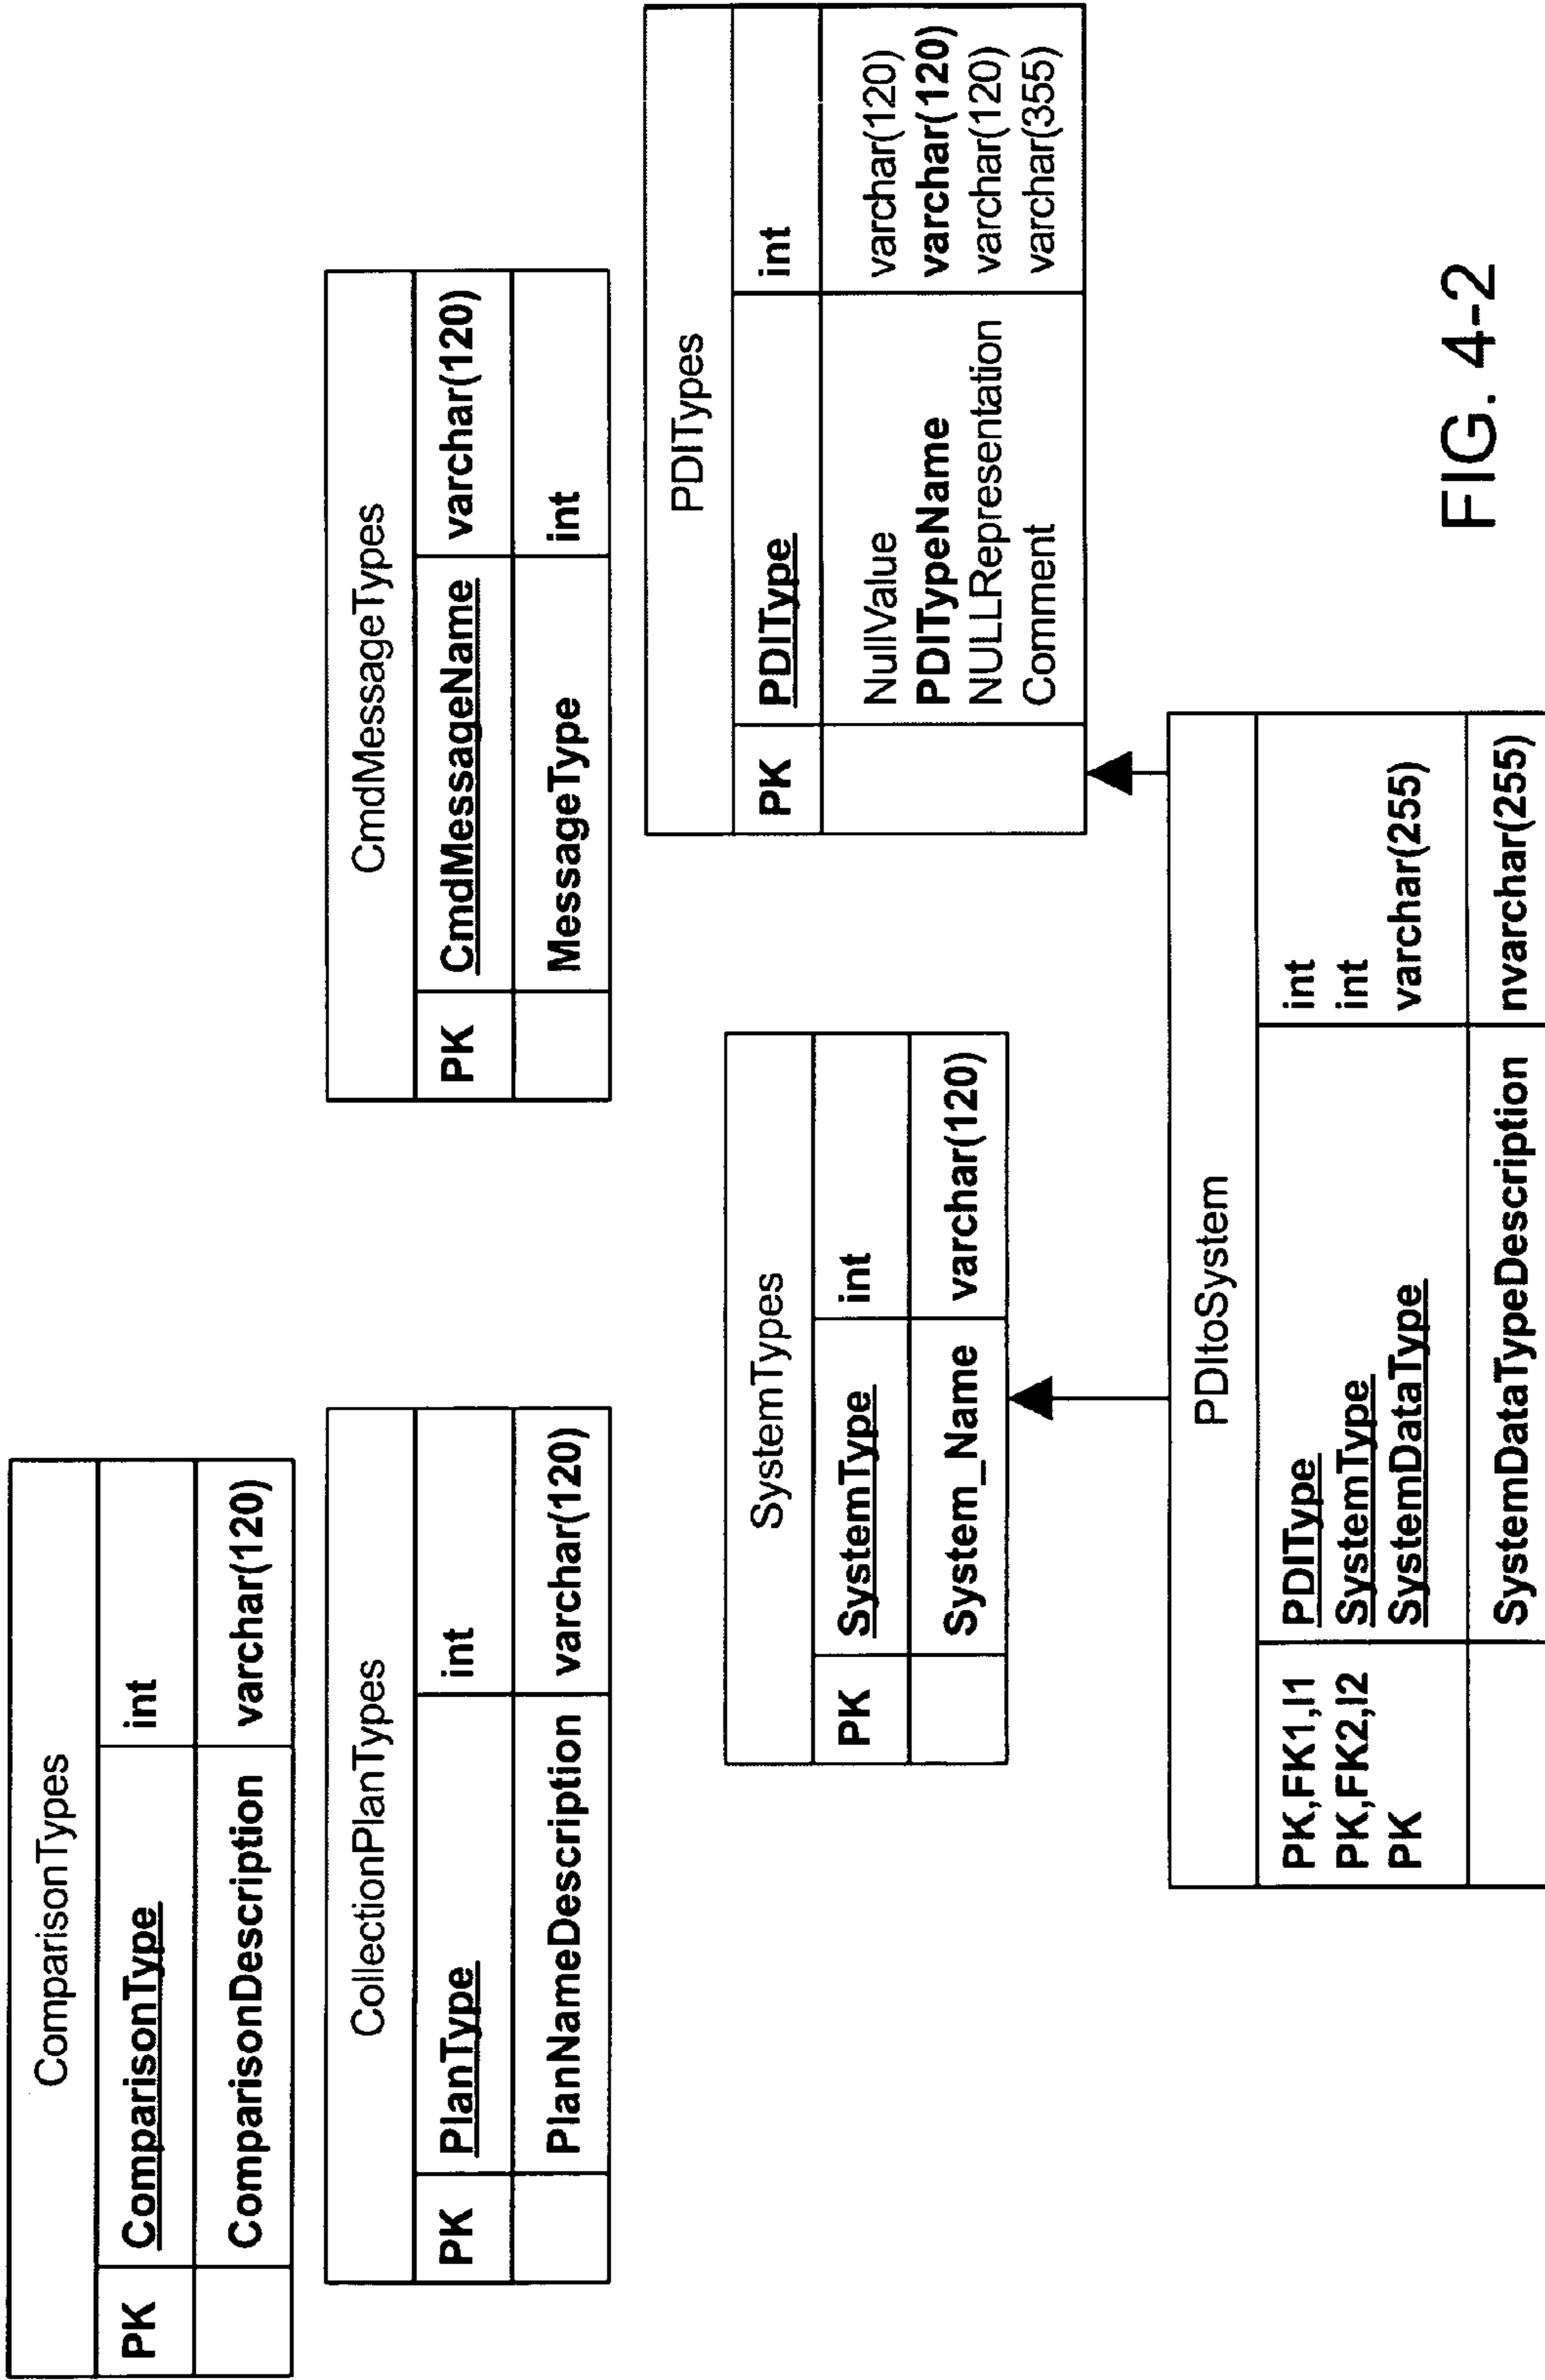 ComparisonTypes
PK ComparisonType int
ComparisonDescription varchar(120)
CollectionPlanTypes
PK PlanType int
PlanNameDescription varchar(120)
CmdMessageTypes
PK CmdMessageName varchar(120)
MessageType int
SystemTypes
PK SystemType int
System_Name varchar(120)
PDITypes
PK PDIType int
NullValue varchar(120)
PDITypeName varchar(120)
NULLRepresentation varchar(120)
Comment varchar(355)
PDItoSystem
PK,FK1,I1 PDIType int
PK,FK2,I2 SystemType int
PK SystemDataType varchar(255)
SystemDataTypeDescription nvarchar(255)
FIG. 4-2